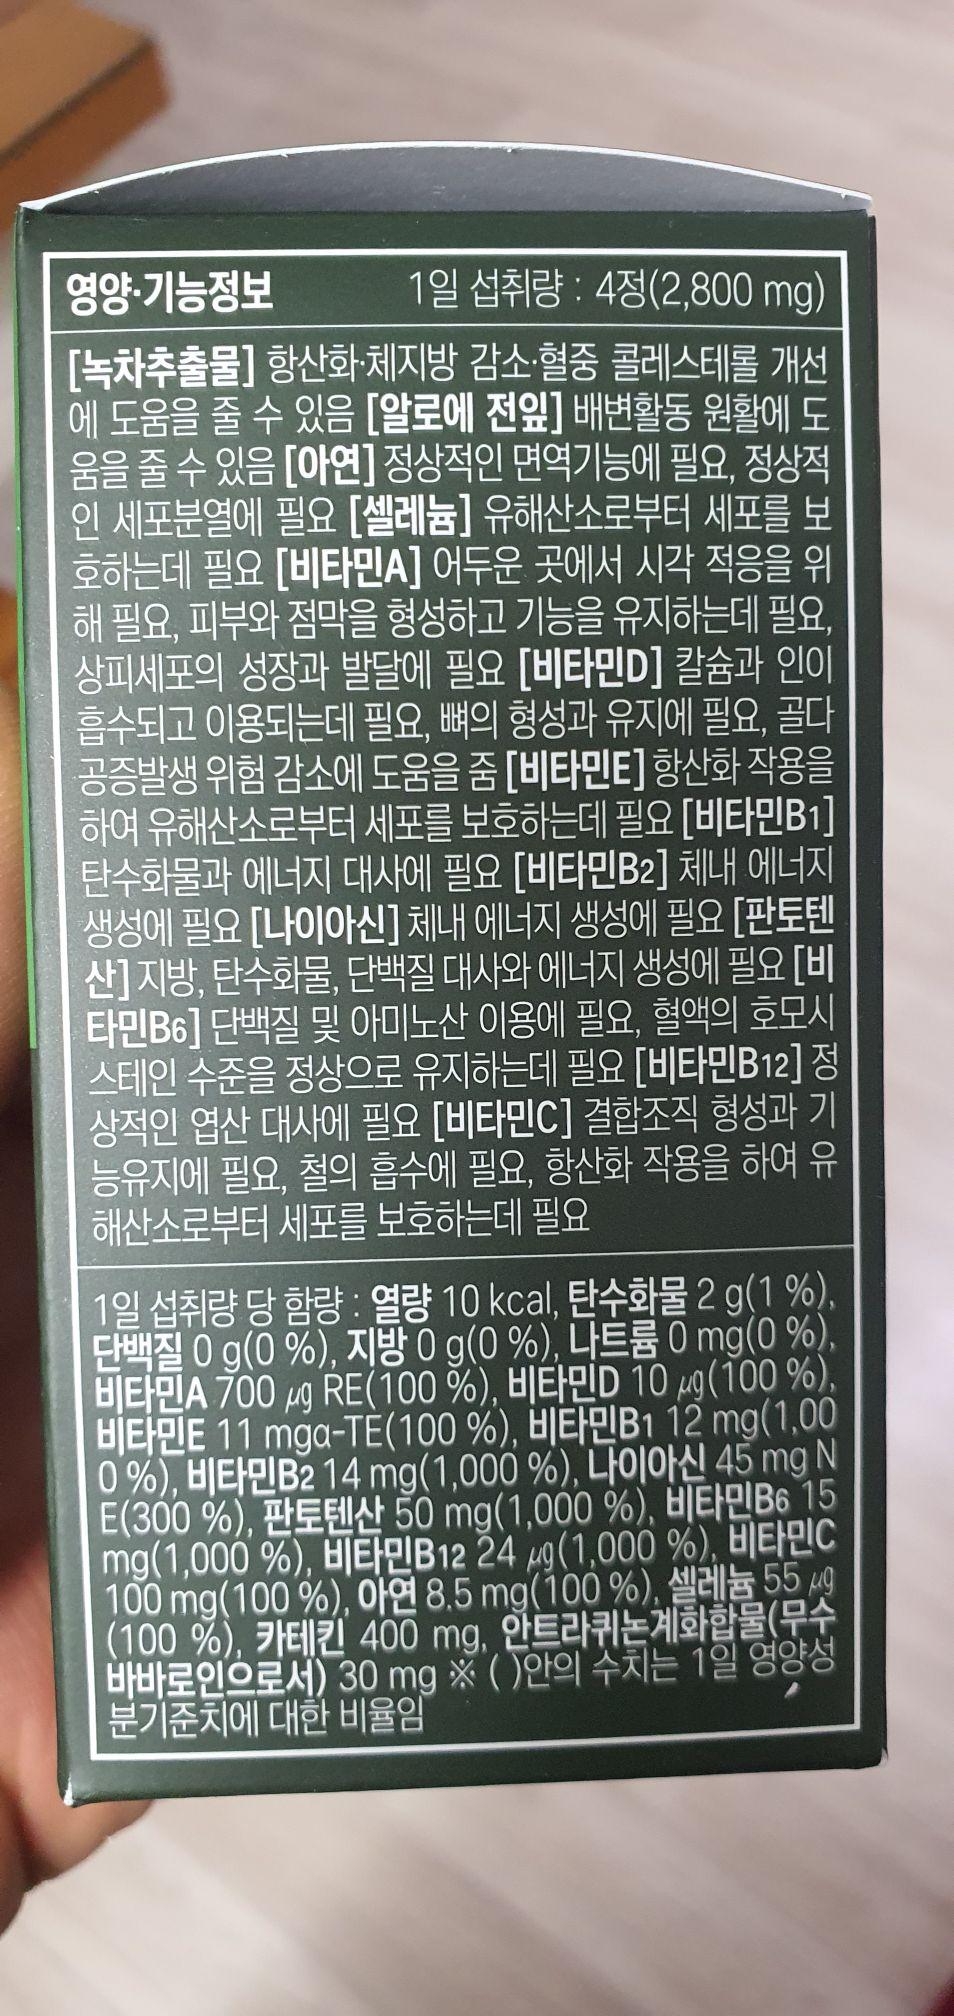 영양·기능정보 1일 섭취량 : 4정(2,800 mg)
[녹차추출물] 항산화·체지방 감소·혈중 콜레스테롤 개선
에 도움을 줄 수 있음 [알로에 전잎] 배변활동 원활에 도
움을 줄 수 있음 [아연] 정상적인 면역기능에 필요, 정상적
인 세포분열에 필요 [셀레늄] 유해산소로부터 세포를 보
호하는데 필요 [비타민A] 어두운 곳에서 시각 적응을 위
해 필요, 피부와 점막을 형성하고 기능을 유지하는데 필요,
상피세포의 성장과 발달에 필요 [비타민D] 칼슘과 인이
흡수되고 이용되는데 필요, 뼈의 형성과 유지에 필요, 골다
공증발생 위험 감소에 도움을 줌 [비타민E] 항산화 작용을
하여 유해산소로부터 세포를 보호하는데 필요 [비타민B1]
탄수화물과 에너지 대사에 필요 [비타민B2] 체내 에너지
생성에 필요 [나이아신] 체내 에너지 생성에 필요 [판토텐
산] 지방, 탄수화물, 단백질 대사와 에너지 생성에 필요 [비
타민B6] 단백질 및 아미노산 이용에 필요, 혈액의 호모시
스테인 수준을 정상으로 유지하는데 필요 [비타민B12] 정
상적인 엽산 대사에 필요 [비타민C] 결합조직 형성과 기
능유지에 필요, 철의 흡수에 필요, 항산화 작용을 하여 유
해산소로부터 세포를 보호하는데 필요
1일 섭취량 당 함량 : 열량 10 kcal, 탄수화물 2 g(1 %),
단백질 0 g(0 %), 지방 0 g(0 %), 나트륨 0 mg(0 %),
비타민A 700 μg RE(100 %), 비타민D 10 μg(100 %),
비타민E 11 mgα-TE(100 %), 비타민B1 12 mg(1,00
0 %), 비타민B2 14 mg(1,000 %), 나이아신 45 mg N
E(300 %), 판토텐산 50 mg(1,000 %), 비타민B6 15
mg(1,000 %), 비타민B12 24 μg(1,000 %), 비타민C
100 mg(100 %), 아연 8.5 mg(100 %), 셀레늄 55 μg
(100 %), 카테킨 400 mg, 안트라퀴논계화합물(무수
바바로인으로서) 30 mg ※ ( )안의 수치는 1일 영양성
분기준치에 대한 비율임